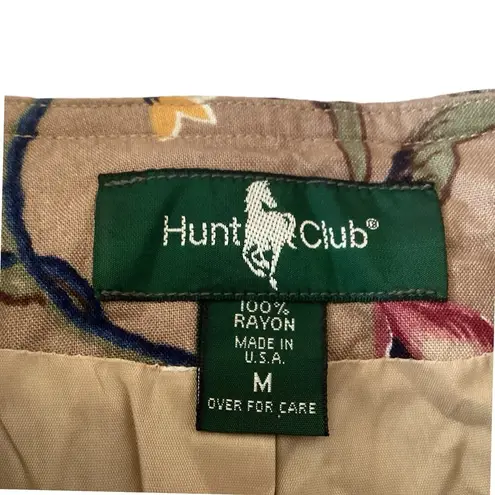 Hunt Club®
100%
RAYON
MADE IN
U.S.A.
M
OVER FOR CARE